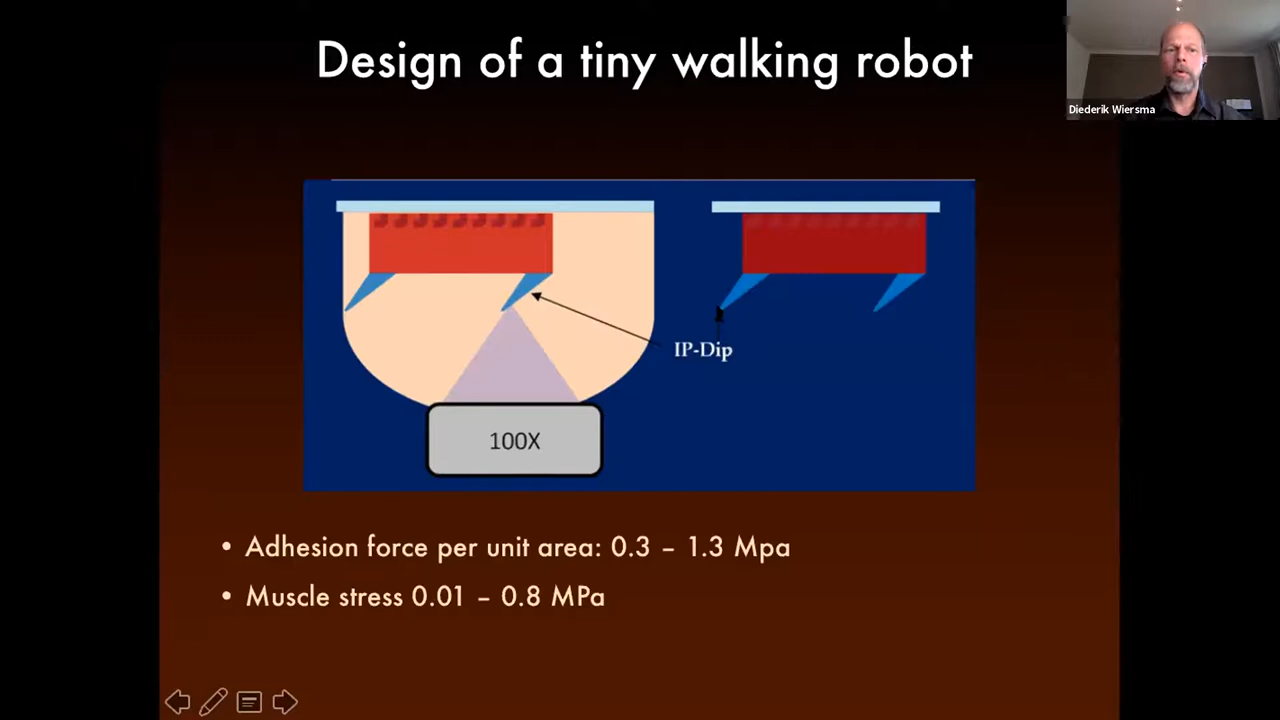 Design of a tiny walking robot
Diederik Wiersma
IP-Dip
100X
• Adhesion force per unit area: 0.3 – 1.3 Mpa
• Muscle stress 0.01 – 0.8 MPa